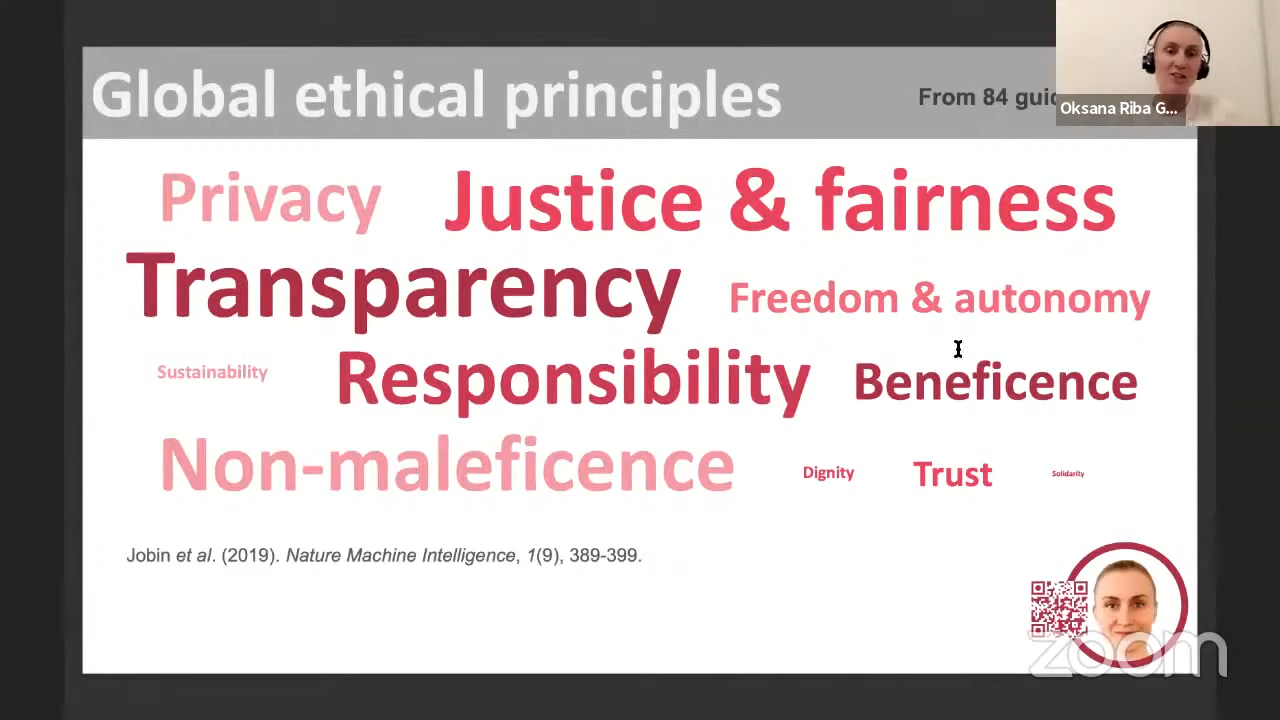 Global ethical principles
From 84
Oksana Riba G...
Privacy
Justice & fairness
Transparency
Freedom & autonomy
Sustainability
Responsibility
Beneficence
Non-maleficence
Dignity
Trust
Solidarity
Jobin et al. (2019). Nature Machine Intelligence, 1(9), 389-399.
zoom